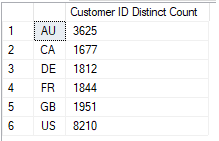 Customer ID Distinct Count
1 AU 3625
2 CA 1677
3 DE 1812
4 FR 1844
5 GB 1951
6 US 8210